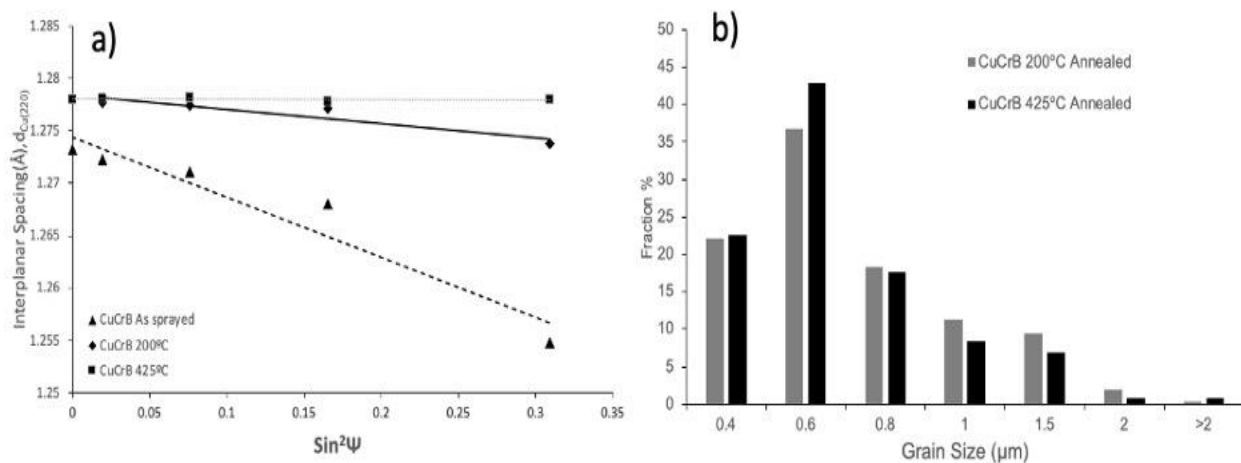 a)
Interplanar Spacing(Å), d_Cu(220)
1.285
1.28
1.275
1.27
1.265
1.26
1.255
1.25
CuCrB As sprayed
CuCrB 200ºC
CuCrB 425ºC
0 0.05 0.1 0.15 0.2 0.25 0.3 0.35
Sin²Ψ
b)
Fraction %
50
45
40
35
30
25
20
15
10
5
0
CuCrB 200ºC Annealed
CuCrB 425ºC Annealed
0.4 0.6 0.8 1 1.5 2 >2
Grain Size (µm)